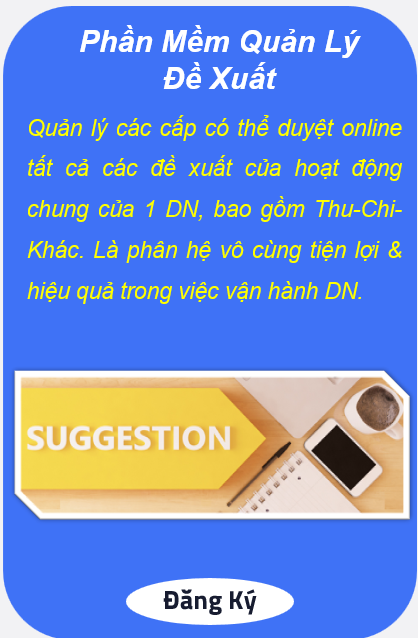 Phần Mềm Quản Lý
Đề Xuất
Quản lý các cấp có thể duyệt online
tất cả các đề xuất của hoạt động
chung của 1 DN, bao gồm Thu-Chi-
Khác. Là phân hệ vô cùng tiện lợi &
hiệu quả trong việc vận hành DN.
SUGGESTION
Đăng Ký